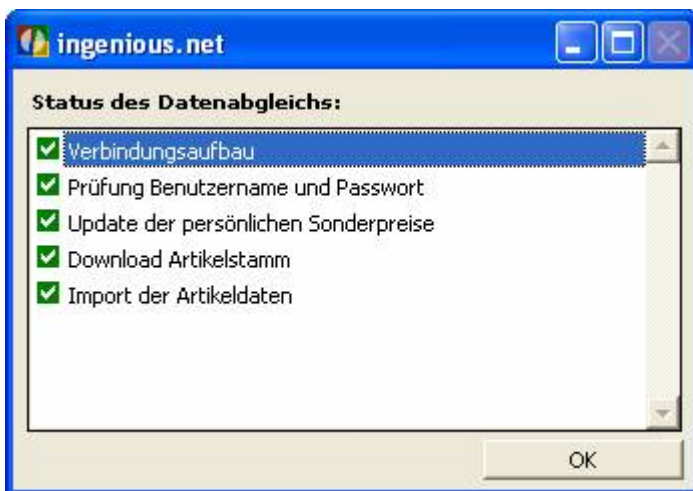 ingenious.net
Status des Datenabgleichs:
Verbindungsaufbau
Prüfung Benutzername und Passwort
Update der persönlichen Sonderpreise
Download Artikelstamm
Import der Artikeldaten
OK